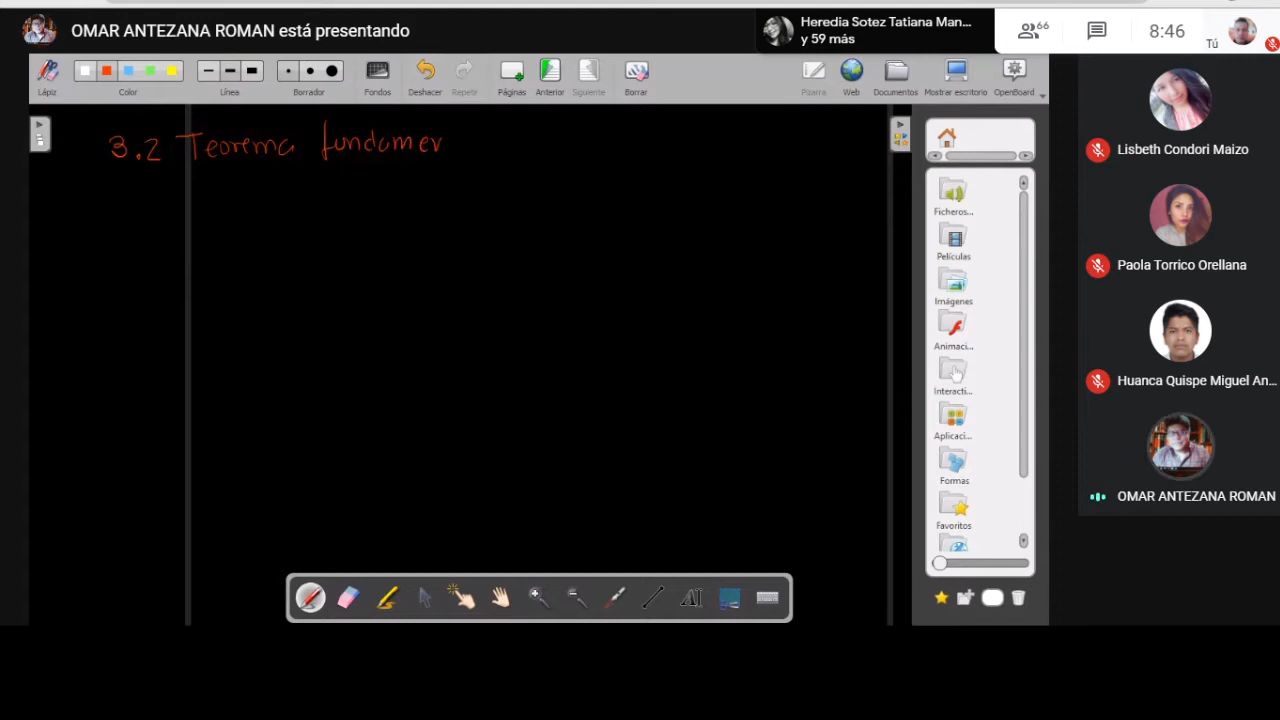 OMAR ANTEZANA ROMAN está presentando
Heredia Sotez Tatiana Man...
y 59 más
66
8:46
Tú
Lápiz
Color
Línea
Borrador
Fondos
Deshacer
Repetir
Páginas
Anterior
Siguiente
Borrar
Pizarra
Web
Documentos
Mostrar escritorio
OpenBoard
3.2 Teorema fundamen
Ficheros...
Películas
Imágenes
Animaci...
Interacti...
Aplicaci...
Formas
Favoritos
Lisbeth Condori Maizo
Paola Torrico Orellana
Huanca Quispe Miguel An...
OMAR ANTEZANA ROMAN
AI